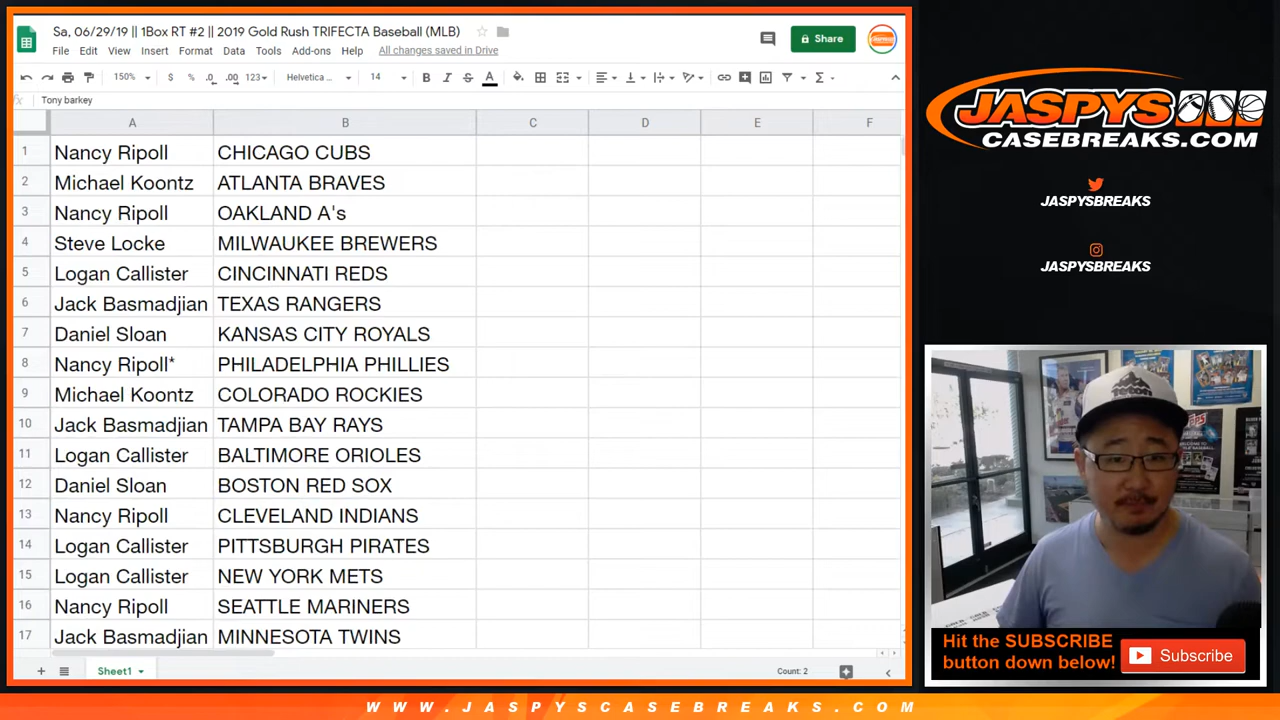 Sa, 06/29/19 || 1Box RT #2 || 2019 Gold Rush TRIFECTA Baseball (MLB)
File Edit View Insert Format Data Tools Add-ons Help All changes saved in Drive
Share
150% $ % .0 .00 123 Helvetica ... 14 B I S A
fx Tony barkey
A B C D E F
1 Nancy Ripoll CHICAGO CUBS
2 Michael Koontz ATLANTA BRAVES
3 Nancy Ripoll OAKLAND A's
4 Steve Locke MILWAUKEE BREWERS
5 Logan Callister CINCINNATI REDS
6 Jack Basmadjian TEXAS RANGERS
7 Daniel Sloan KANSAS CITY ROYALS
8 Nancy Ripoll* PHILADELPHIA PHILLIES
9 Michael Koontz COLORADO ROCKIES
10 Jack Basmadjian TAMPA BAY RAYS
11 Logan Callister BALTIMORE ORIOLES
12 Daniel Sloan BOSTON RED SOX
13 Nancy Ripoll CLEVELAND INDIANS
14 Logan Callister PITTSBURGH PIRATES
15 Logan Callister NEW YORK METS
16 Nancy Ripoll SEATTLE MARINERS
17 Jack Basmadjian MINNESOTA TWINS
Sheet1
Count: 2
JASPYS
CASEBREAKS.COM
JASPYSBREAKS
JASPYSBREAKS
Hit the SUBSCRIBE
button down below!
Subscribe
WWW.JASPYSCASEBREAKS.COM